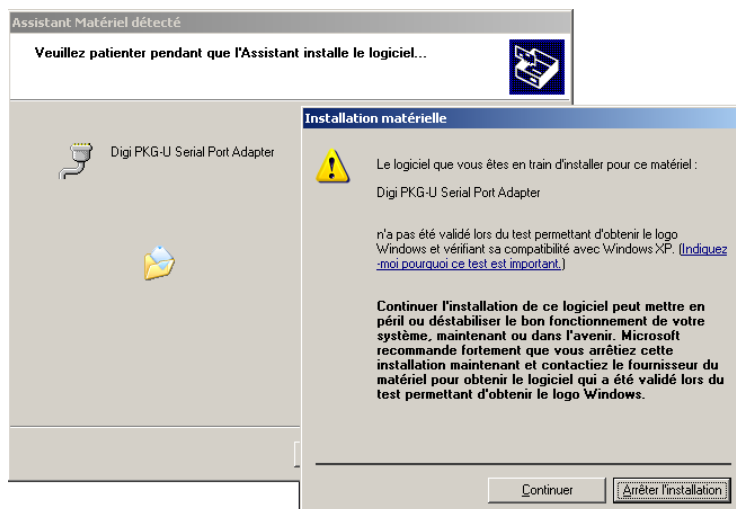 Assistant Matériel détecté
Veuillez patienter pendant que l'Assistant installe le logiciel...
Digi PKG-U Serial Port Adapter
Installation matérielle
Le logiciel que vous êtes en train d'installer pour ce matériel :
Digi PKG-U Serial Port Adapter
n'a pas été validé lors du test permettant d'obtenir le logo
Windows et vérifiant sa compatibilité avec Windows XP. (Indiquez
-moi pourquoi ce test est important.)
Continuer l'installation de ce logiciel peut mettre en
péril ou déstabiliser le bon fonctionnement de votre
système, maintenant ou dans l'avenir. Microsoft
recommande fortement que vous arrêtiez cette
installation maintenant et contactiez le fournisseur du
matériel pour obtenir le logiciel qui a été validé lors du
test permettant d'obtenir le logo Windows.
Continuer
Arrêter l'installation